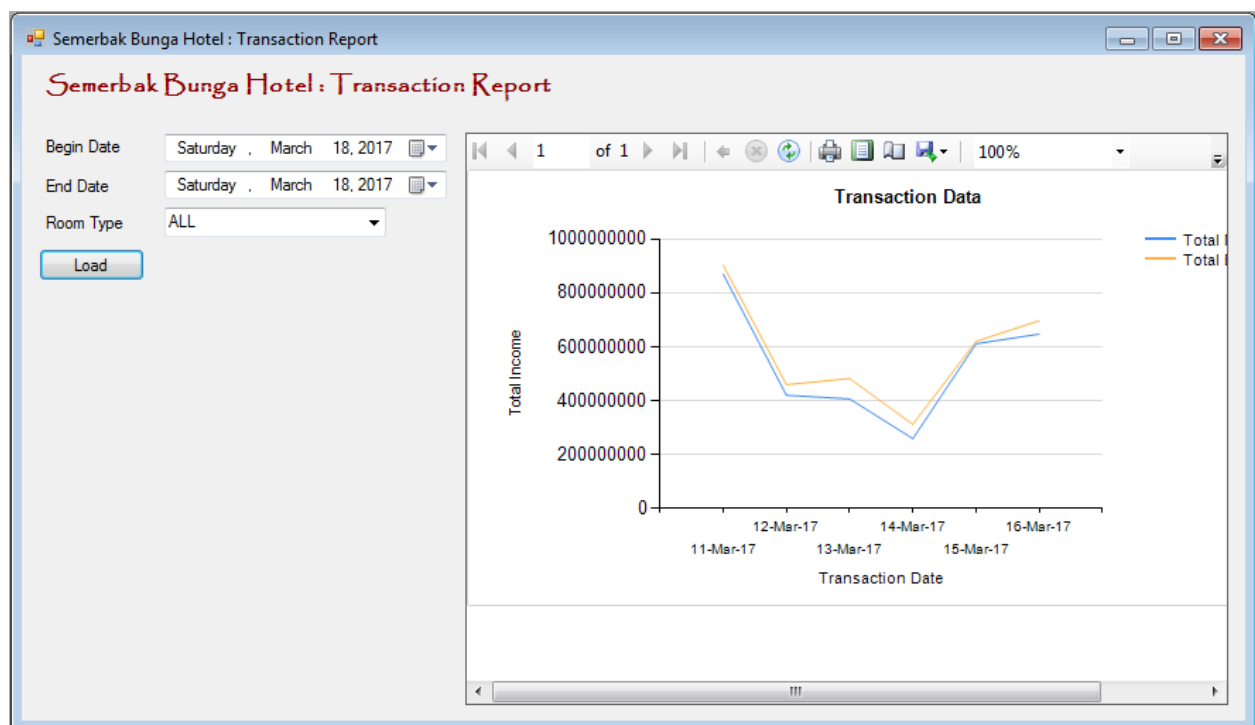 Semerbak Bunga Hotel : Transaction Report
Semerbak Bunga Hotel : Transaction Report
Begin Date
Saturday , March 18, 2017
End Date
Saturday , March 18, 2017
Room Type
ALL
Load
1 of 1
100%
Transaction Data
1000000000
800000000
600000000
400000000
200000000
0
Total Income
Total
Total
12-Mar-17 14-Mar-17 16-Mar-17
11-Mar-17 13-Mar-17 15-Mar-17
Transaction Date